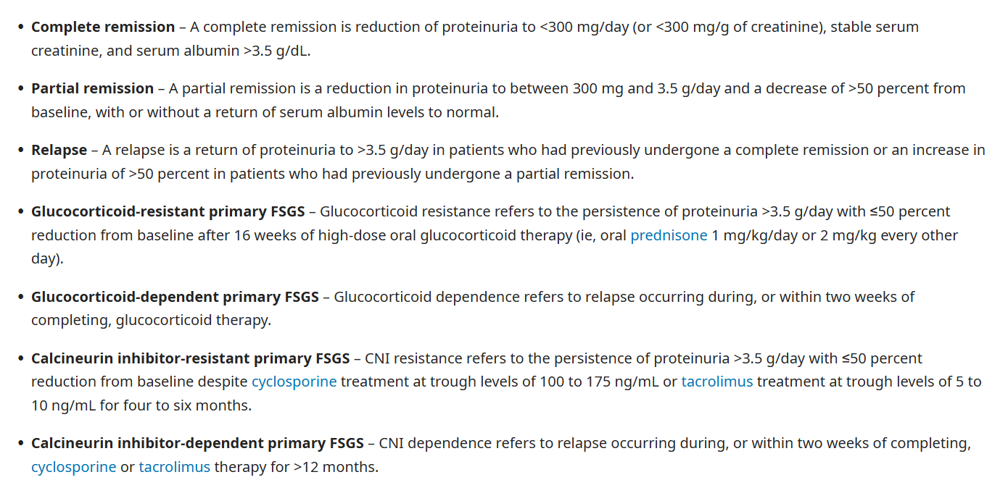 • Complete remission – A complete remission is reduction of proteinuria to <300 mg/day (or <300 mg/g of creatinine), stable serum
creatinine, and serum albumin >3.5 g/dL.
• Partial remission – A partial remission is a reduction in proteinuria to between 300 mg and 3.5 g/day and a decrease of >50 percent from
baseline, with or without a return of serum albumin levels to normal.
• Relapse – A relapse is a return of proteinuria to >3.5 g/day in patients who had previously undergone a complete remission or an increase in
proteinuria of >50 percent in patients who had previously undergone a partial remission.
• Glucocorticoid-resistant primary FSGS – Glucocorticoid resistance refers to the persistence of proteinuria >3.5 g/day with ≤50 percent
reduction from baseline after 16 weeks of high-dose oral glucocorticoid therapy (ie, oral prednisone 1 mg/kg/day or 2 mg/kg every other
day).
• Glucocorticoid-dependent primary FSGS – Glucocorticoid dependence refers to relapse occurring during, or within two weeks of
completing, glucocorticoid therapy.
• Calcineurin inhibitor-resistant primary FSGS – CNI resistance refers to the persistence of proteinuria >3.5 g/day with ≤50 percent
reduction from baseline despite cyclosporine treatment at trough levels of 100 to 175 ng/mL or tacrolimus treatment at trough levels of 5 to
10 ng/mL for four to six months.
• Calcineurin inhibitor-dependent primary FSGS – CNI dependence refers to relapse occurring during, or within two weeks of completing,
cyclosporine or tacrolimus therapy for >12 months.